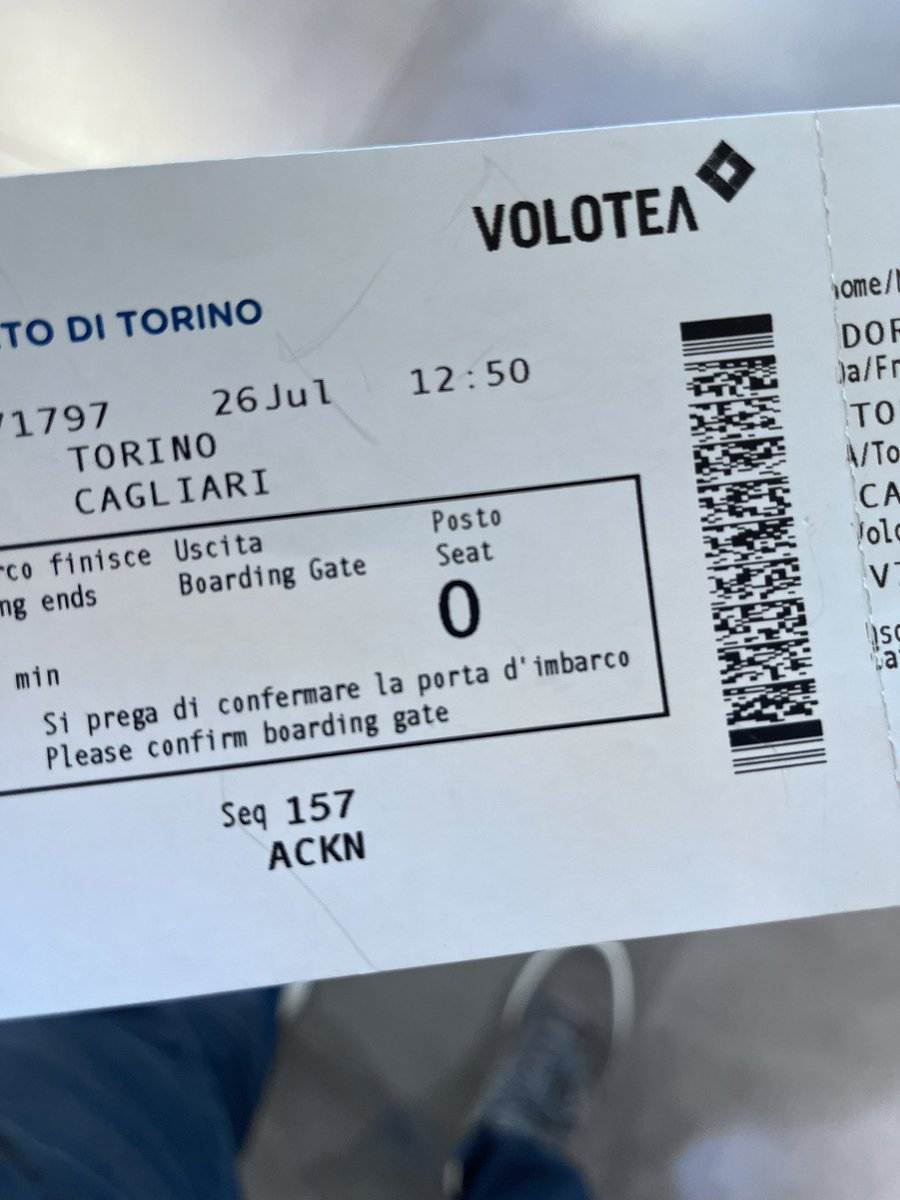 VOLOTEA
TO DI TORINO
1797 26Jul 12:50
TORINO
CAGLIARI
rco finisce Uscita Posto
ng ends Boarding Gate Seat
0
min
Si prega di confermare la porta d'imbarco
Please confirm boarding gate
Seq 157
ACKN
ome/
DOR
a/Fr
TO
A/To
CA
Volo
V7